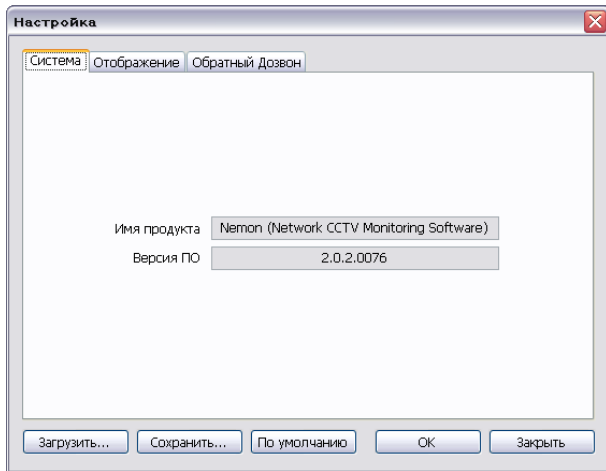 Настройка
Система Отображение Обратный Дозвон
Имя продукта Nemon (Network CCTV Monitoring Software)
Версия ПО 2.0.2.0076
Загрузить... Сохранить... По умолчанию OK Закрыть